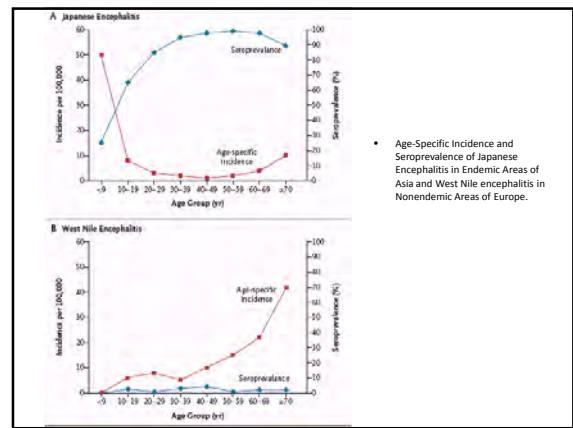 A Japanese Encephalitis
Incidence per 100,000
60
50
40
30
20
10
0
Seroprevalence
Age-specific
Incidence
100
90
80
70
60
50
40
30
20
10
0
Seroprevalence (%)
<9 10–19 20–29 30–39 40–49 50–59 60–69 ≥70
Age Group (yr)
B West Nile Encephalitis
Incidence per 100,000
60
50
40
30
20
10
0
Age-specific
Incidence
Seroprevalence
100
90
80
70
60
50
40
30
20
10
0
Seroprevalence (%)
<9 10–19 20–29 30–39 40–49 50–59 60–69 ≥70
Age Group (yr)
• Age-Specific Incidence and
Seroprevalence of Japanese
Encephalitis in Endemic Areas of
Asia and West Nile encephalitis in
Nonendemic Areas of Europe.